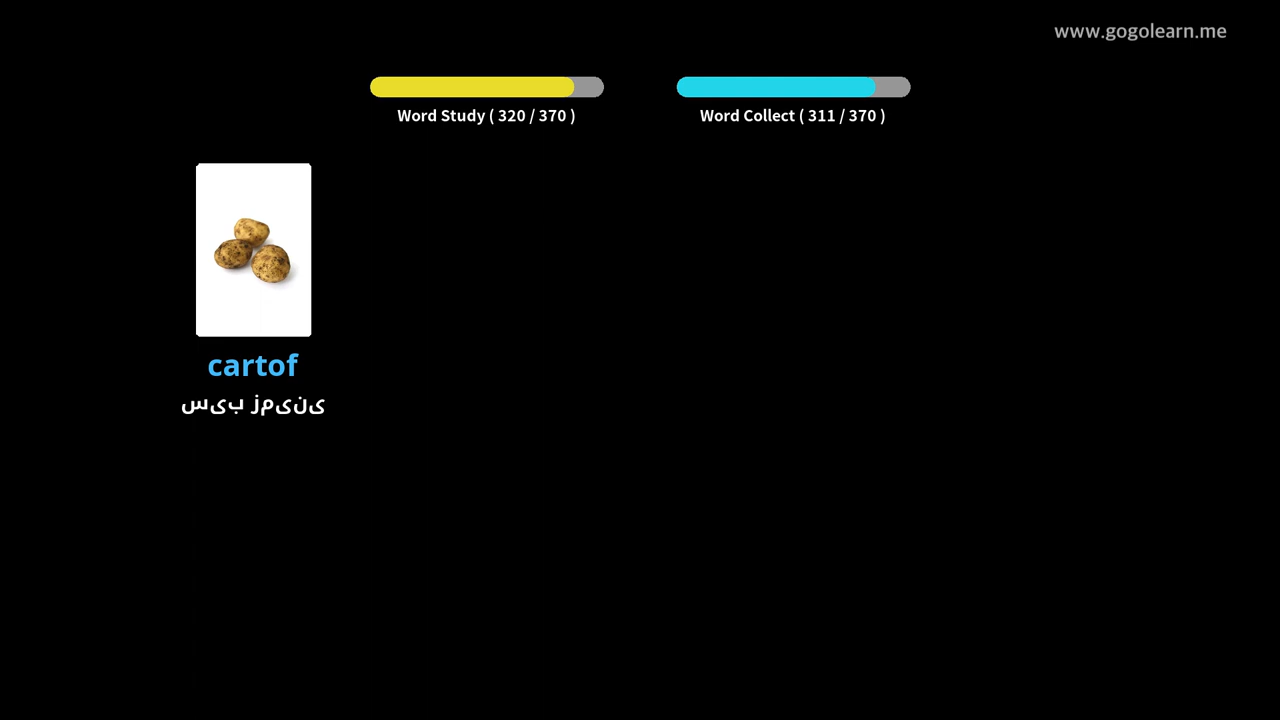 www.gogolearn.me
Word Study ( 320 / 370 )
Word Collect ( 311 / 370 )
cartof
سیب زمینی